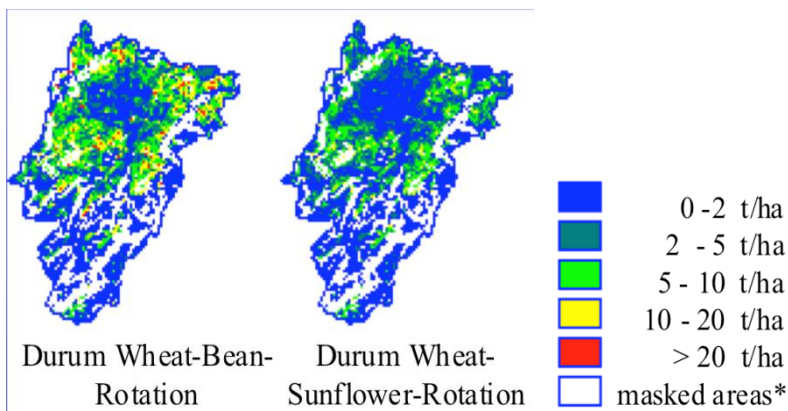 Durum Wheat-Bean-
Rotation
Durum Wheat-
Sunflower-Rotation
0 -2 t/ha
2 - 5 t/ha
5 - 10 t/ha
10 - 20 t/ha
> 20 t/ha
masked areas*